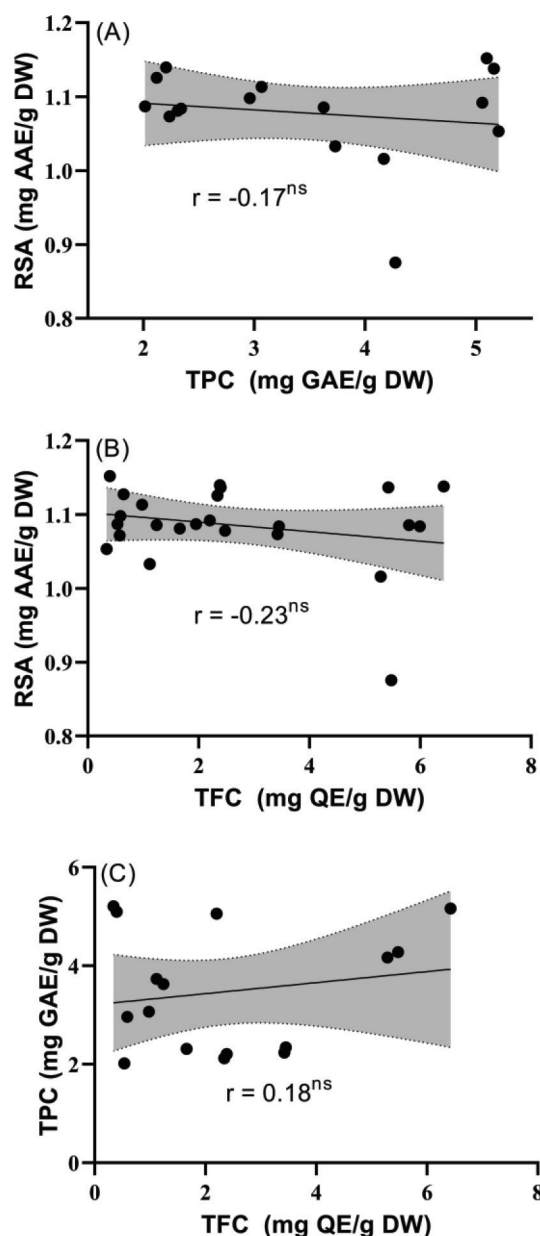 (A)
1.2
1.1
1.0
0.9
0.8
RSA (mg AAE/g DW)
r = -0.17ns
2 3 4 5
TPC (mg GAE/g DW)
(B)
1.2
1.1
1.0
0.9
0.8
RSA (mg AAE/g DW)
r = -0.23ns
0 2 4 6 8
TFC (mg QE/g DW)
(C)
6
4
2
0
TPC (mg GAE/g DW)
r = 0.18ns
0 2 4 6 8
TFC (mg QE/g DW)